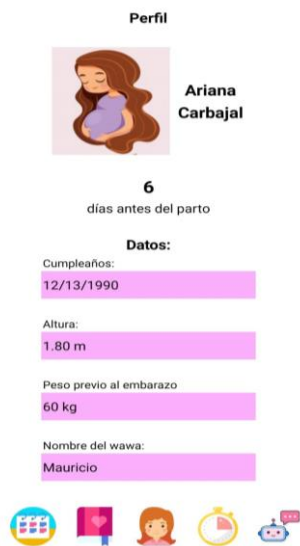 Perfil
Ariana
Carbajal
6
días antes del parto
Datos:
Cumpleaños:
12/13/1990
Altura:
1.80 m
Peso previo al embarazo
60 kg
Nombre del wawa:
Mauricio